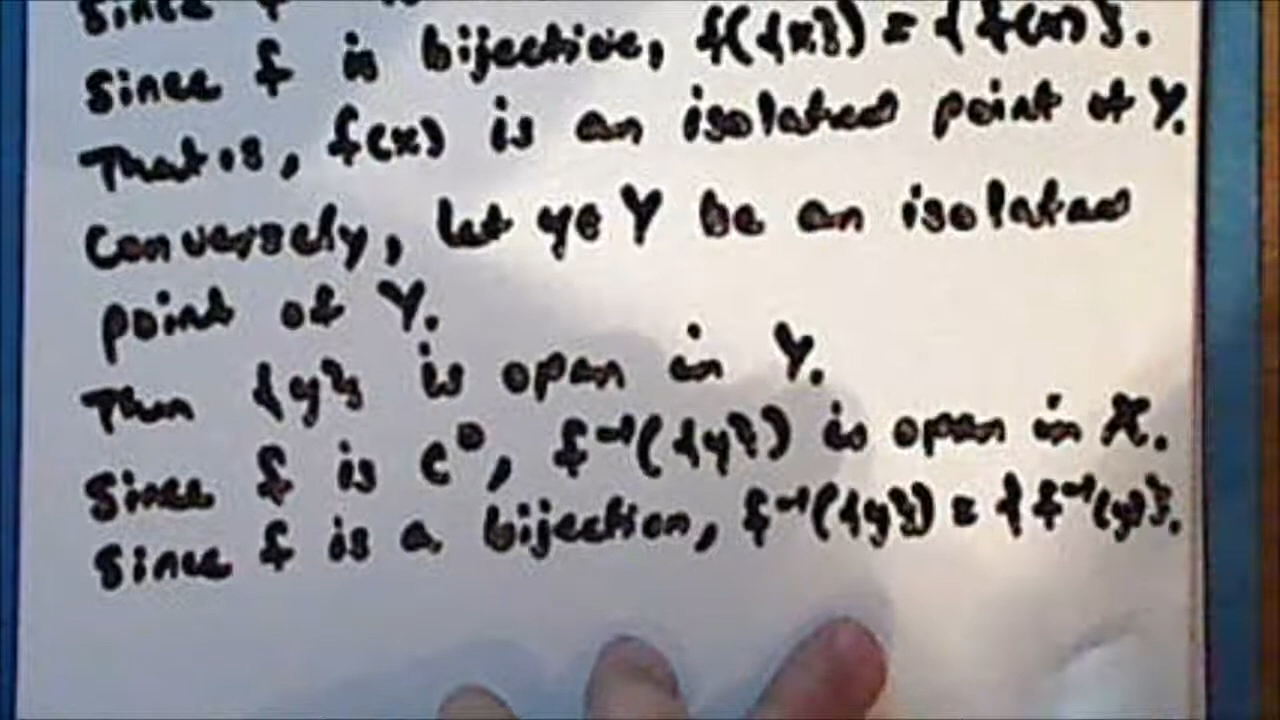 Since f is
Since f is bijective, f({x}) = {f(x)}.
That is, f(x) is an isolated point of Y.
Conversely, let y∈Y be an isolated
point of Y.
Then {y} is open in Y.
Since f is C⁰, f⁻¹({y}) is open in X.
Since f is a bijection, f⁻¹({y}) = {f⁻¹(y)}.